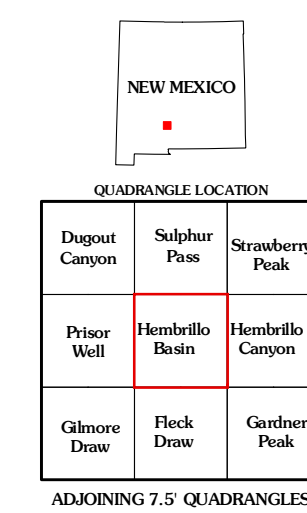 NEW MEXICO
QUADRANGLE LOCATION
Dugout
Canyon
Sulphur
Pass
Strawberry
Peak
Prisor
Well
Hembrillo
Basin
Hembrillo
Canyon
Gilmore
Draw
Fleck
Draw
Gardner
Peak
ADJOINING 7.5' QUADRANGLES